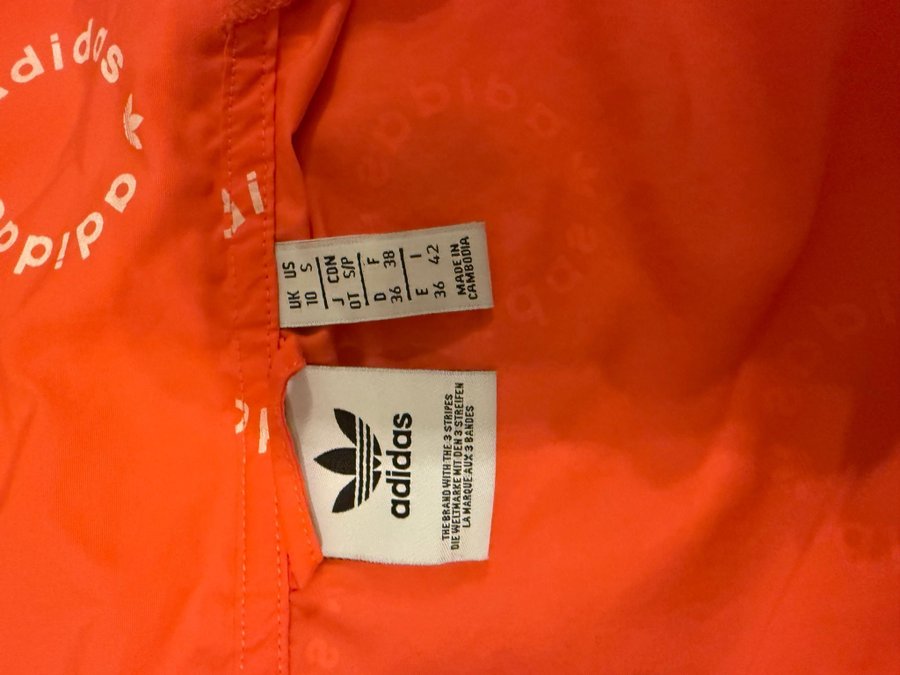 adidas
adidas
UK US
10 S
J CON
OT S/P
D F
36 38
E I
36 42
MADE IN
CAMBODIA
adidas
THE BRAND WITH THE 3 STRIPES
DIE WELTMARKE MIT DEN 3 STREIFEN
LA MARQUE AUX 3 BANDES